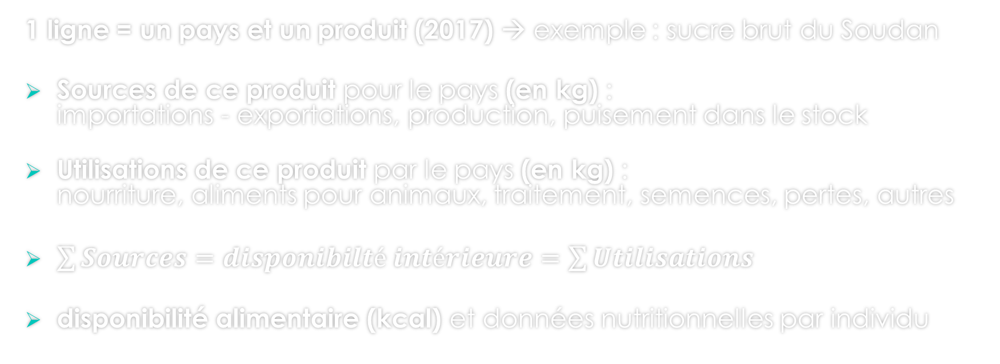 1 ligne = un pays et un produit (2017) → exemple : sucre brut du Soudan
➢ Sources de ce produit pour le pays (en kg) :
importations - exportations, production, puisement dans le stock
➢ Utilisations de ce produit par le pays (en kg) :
nourriture, aliments pour animaux, traitement, semences, pertes, autres
➢ ∑ Sources = disponibilté intérieure = ∑ Utilisations
➢ disponibilité alimentaire (kcal) et données nutritionnelles par individu